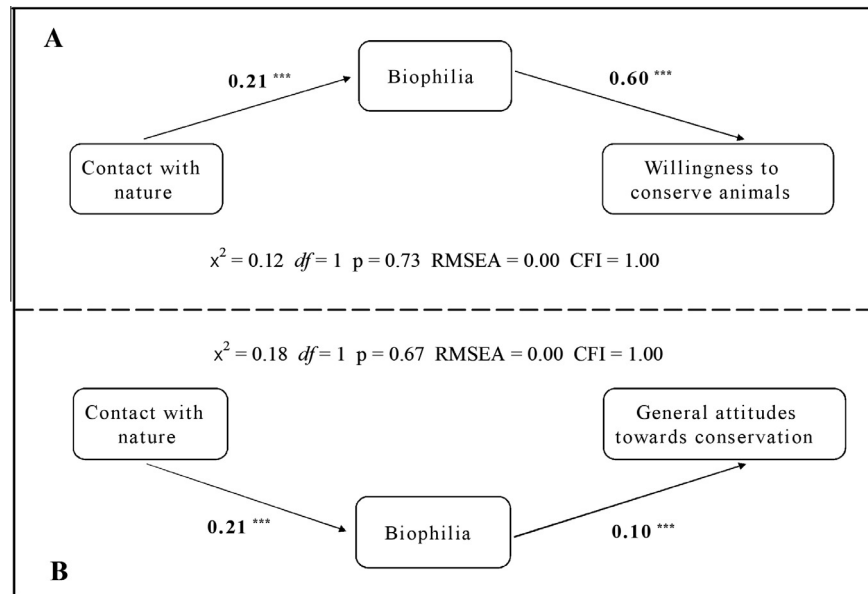 A
Biophilia
0.21 ***
0.60 ***
Contact with
nature
Willingness to
conserve animals
x² = 0.12 df = 1 p = 0.73 RMSEA = 0.00 CFI = 1.00
x² = 0.18 df = 1 p = 0.67 RMSEA = 0.00 CFI = 1.00
Contact with
nature
General attitudes
towards conservation
0.21 ***
Biophilia
0.10 ***
B